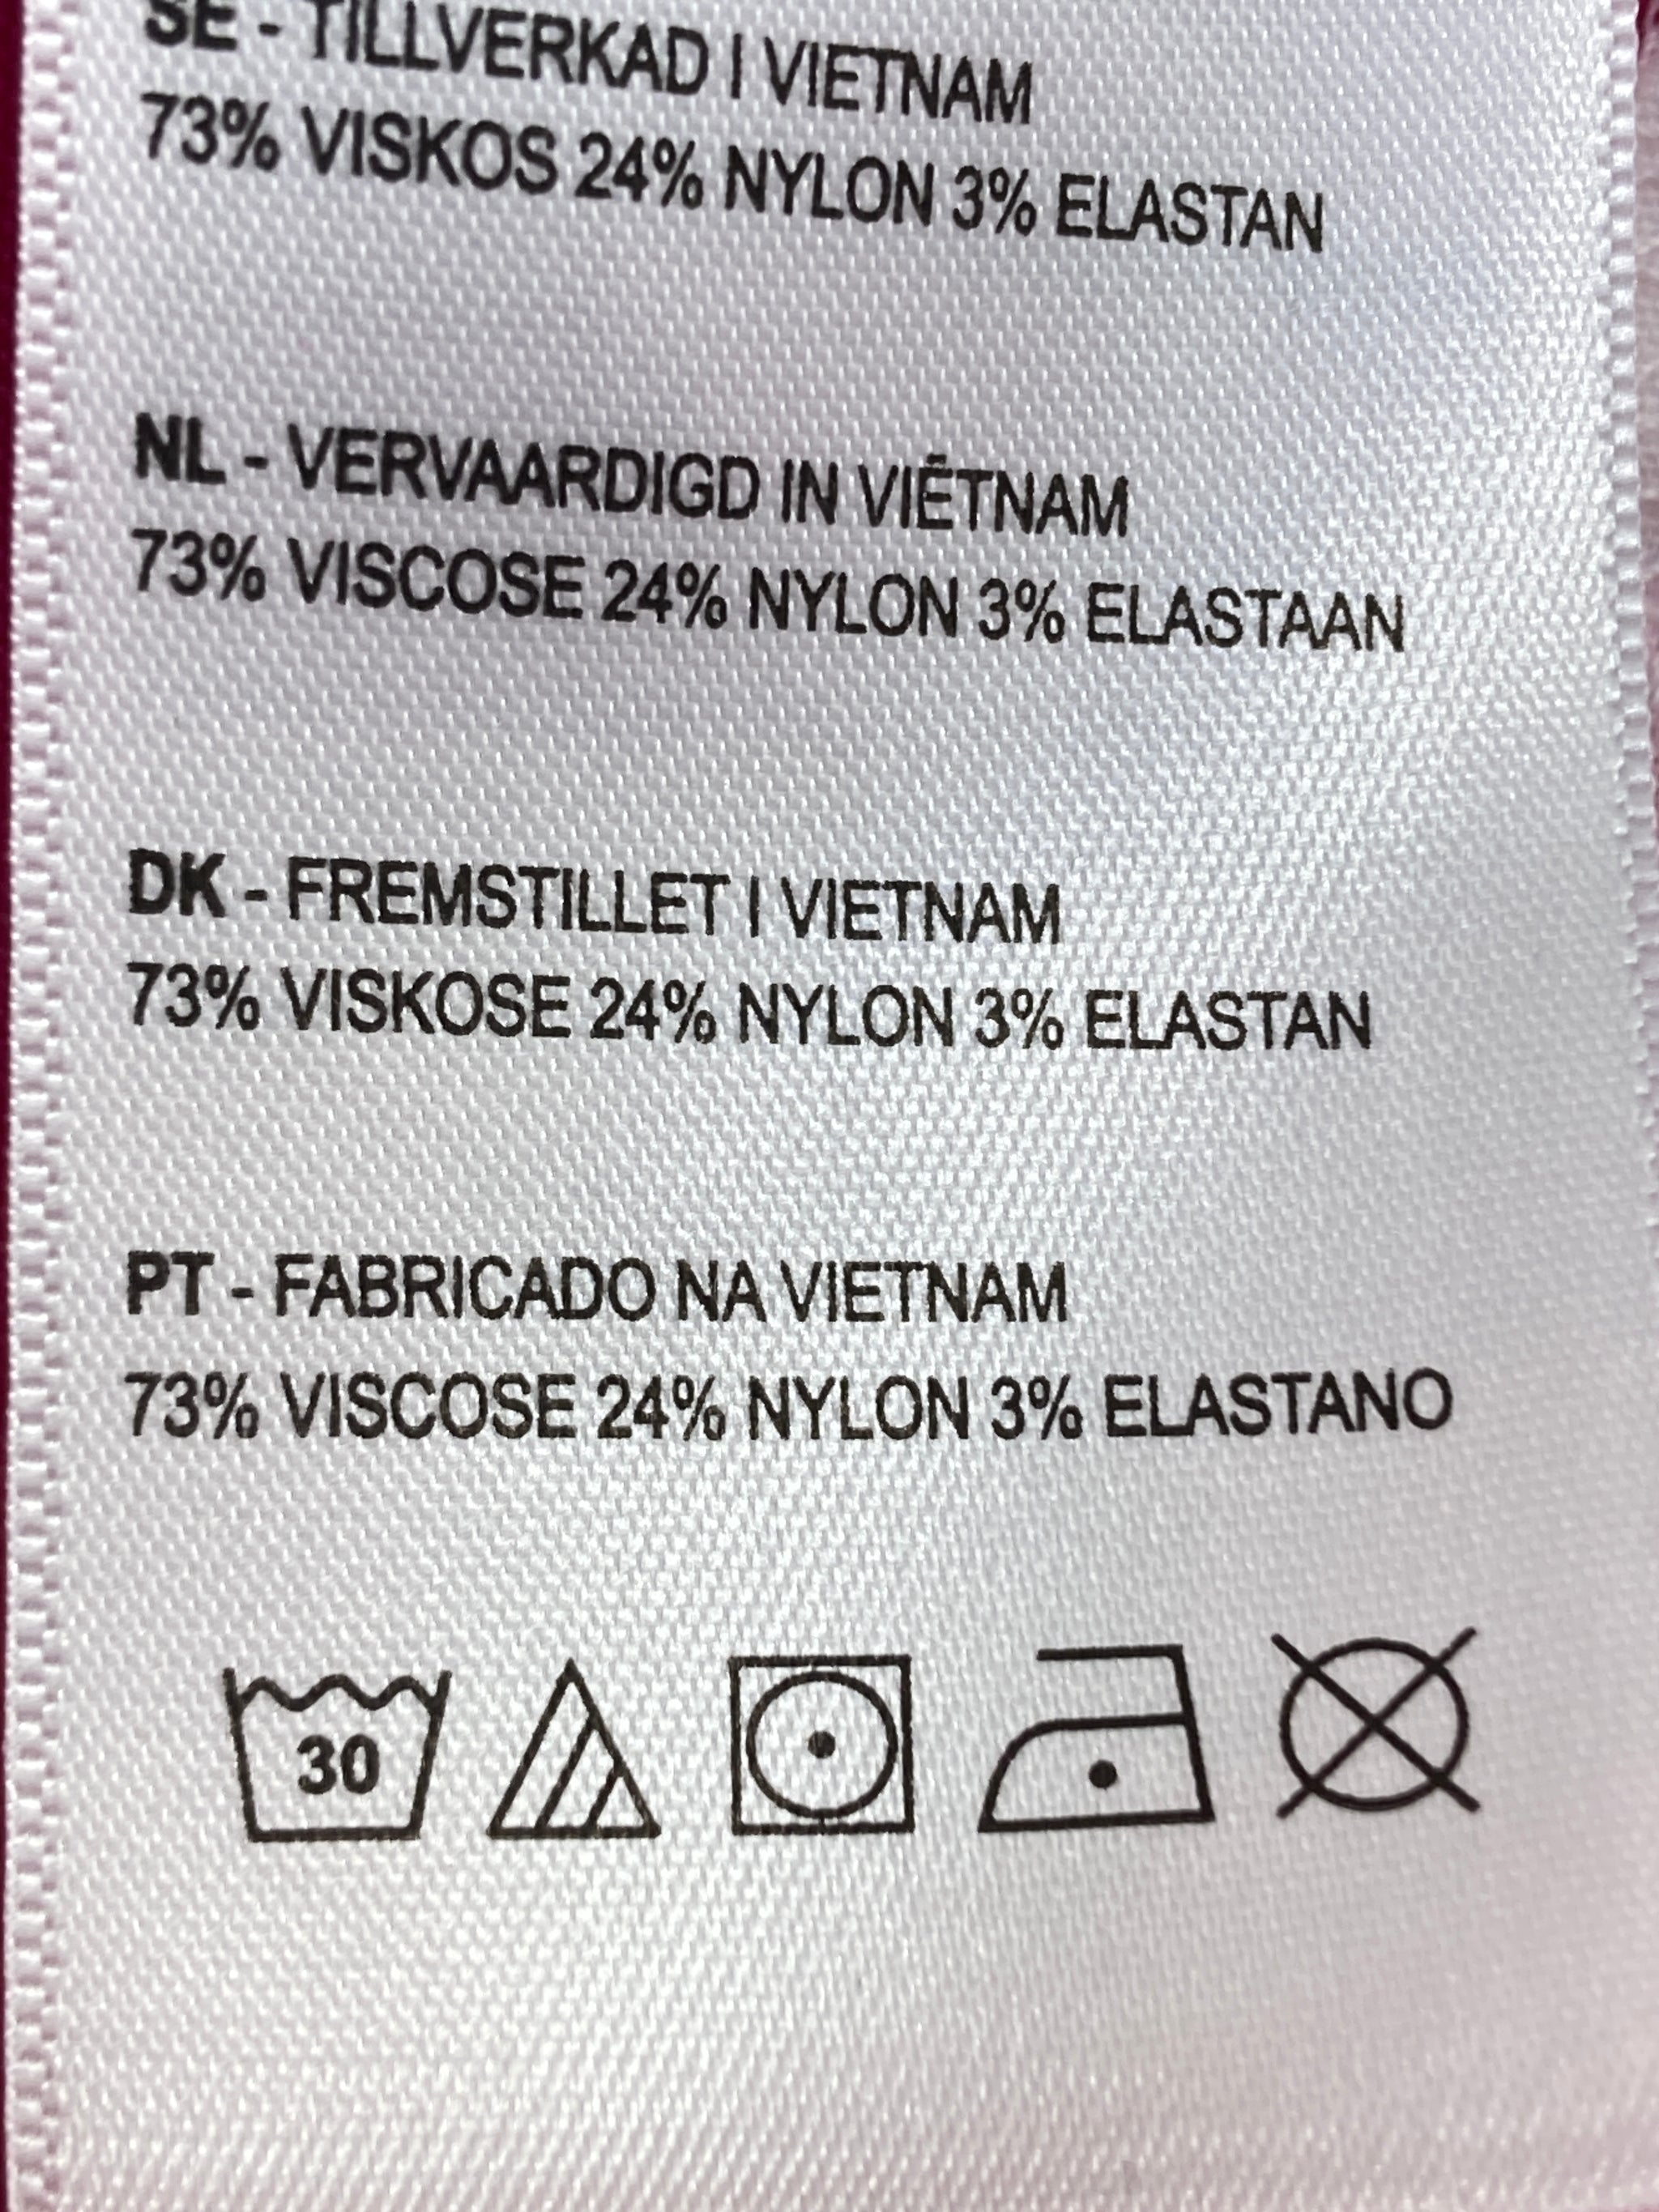 SE - TILLVERKAD I VIETNAM
73% VISKOS 24% NYLON 3% ELASTAN
NL - VERVAARDIGD IN VIËTNAM
73% VISCOSE 24% NYLON 3% ELASTAAN
DK - FREMSTILLET I VIETNAM
73% VISKOSE 24% NYLON 3% ELASTAN
PT - FABRICADO NA VIETNAM
73% VISCOSE 24% NYLON 3% ELASTANO
30